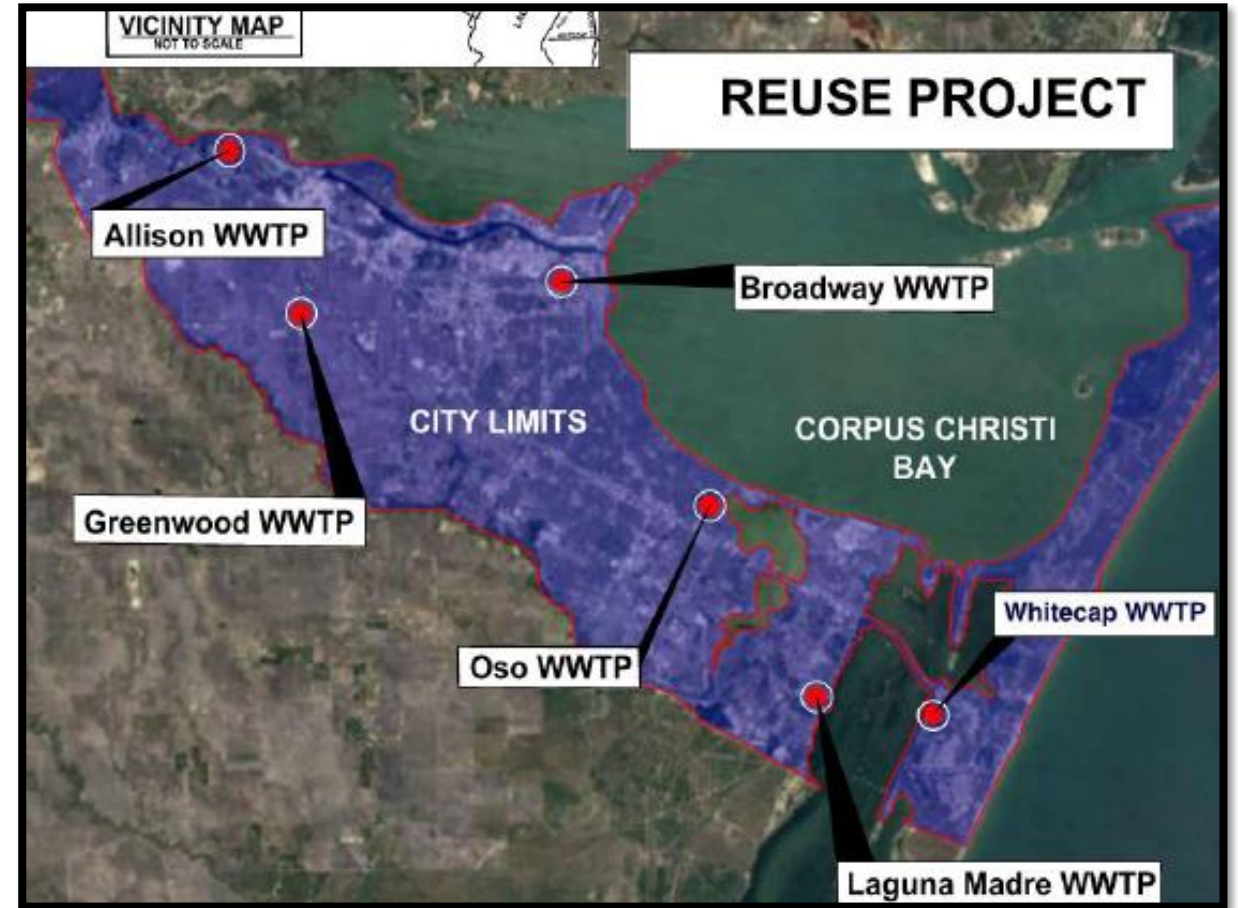 VICINITY MAP
NOT TO SCALE
REUSE PROJECT
Allison WWTP
Broadway WWTP
CITY LIMITS
CORPUS CHRISTI
BAY
Greenwood WWTP
Whitecap WWTP
Oso WWTP
Laguna Madre WWTP